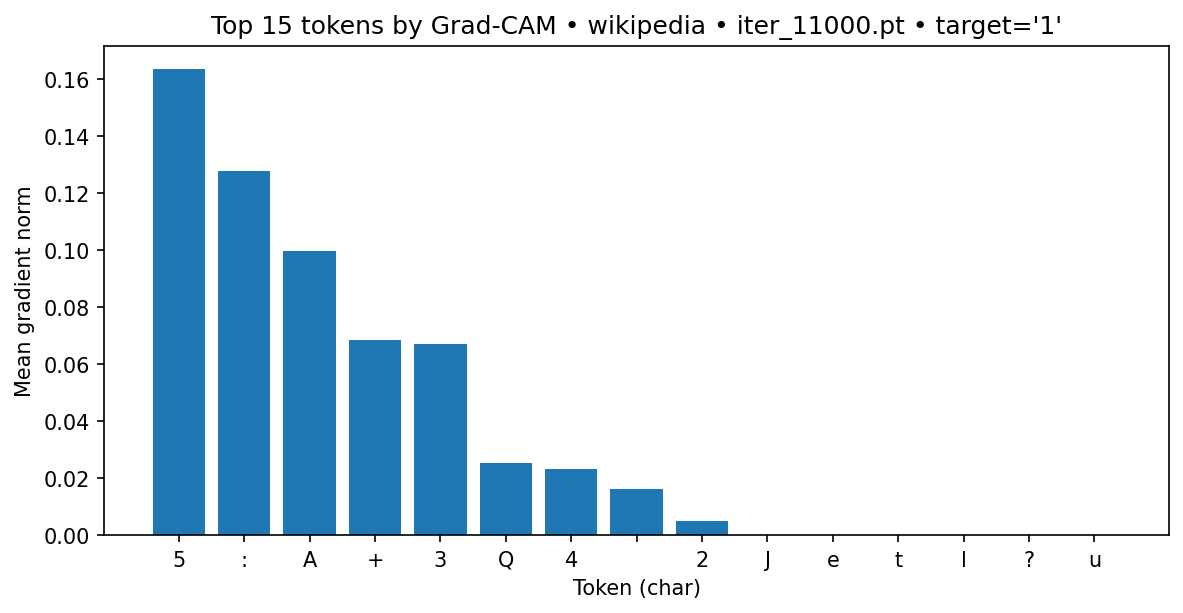 Top 15 tokens by Grad-CAM • wikipedia • iter_11000.pt • target='1'
Mean gradient norm
0.16
0.14
0.12
0.10
0.08
0.06
0.04
0.02
0.00
5 : A + 3 Q 4 2 J e t l ? u
Token (char)